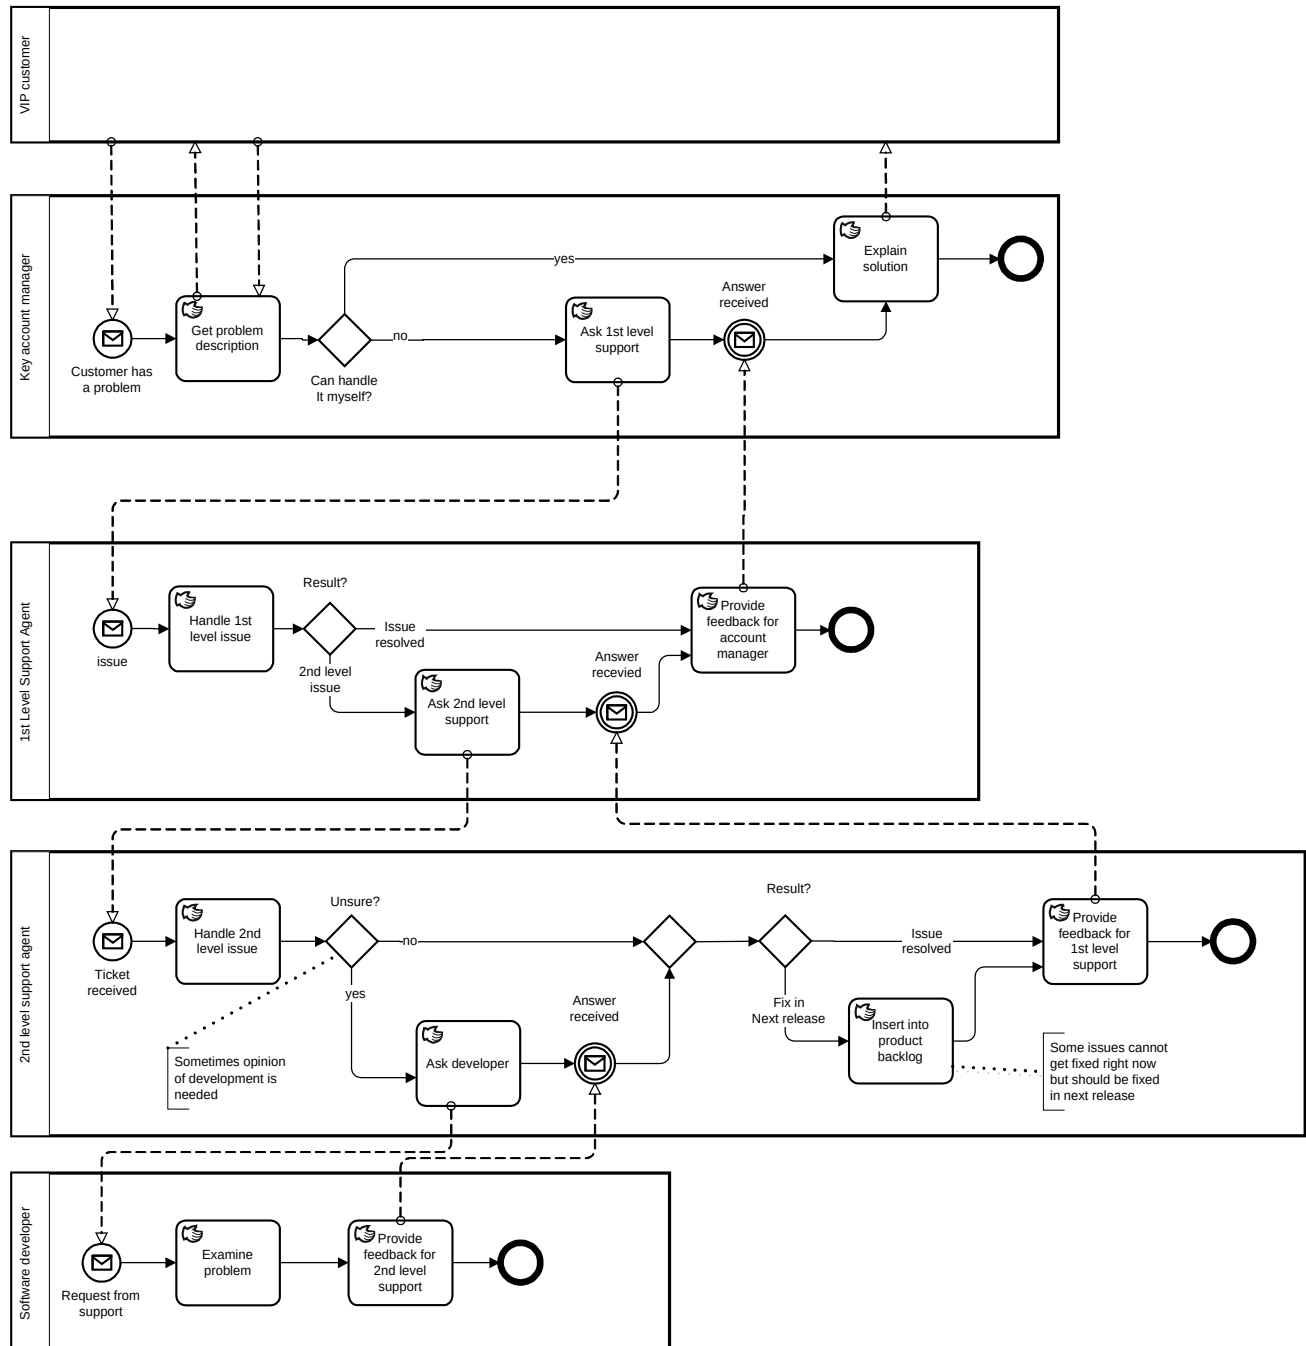 VIP customer
Key account manager
Customer has
a problem
Get problem
description
Can handle
It myself?
yes
no
Ask 1st level
support
Answer
received
Explain
solution
1st Level Support Agent
issue
Handle 1st
level issue
Result?
Issue
resolved
2nd level
issue
Ask 2nd level
support
Answer
recevied
Provide
feedback for
account
manager
2nd level support agent
Ticket
received
Handle 2nd
level issue
Unsure?
no
yes
Sometimes opinion
of development is
needed
Ask developer
Answer
received
Result?
Issue
resolved
Fix in
Next release
Insert into
product
backlog
Provide
feedback for
1st level
support
Some issues cannot
get fixed right now
but should be fixed
in next release
Software developer
Request from
support
Examine
problem
Provide
feedback for
2nd level
support